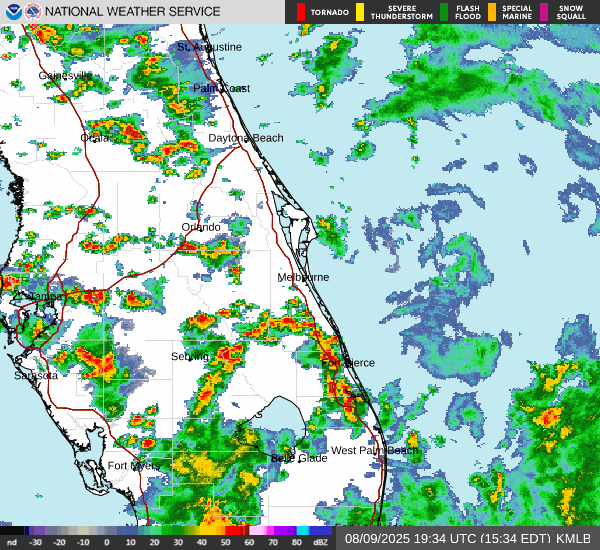 NATIONAL WEATHER SERVICE
TORNADO
SEVERE THUNDERSTORM
FLASH FLOOD
SPECIAL MARINE
SNOW SQUALL
St. Augustine
Gainesville
Palm Coast
Ocala
Daytona Beach
Orlando
Melbourne
Tampa
Sebring
Fort Pierce
Sarasota
West Palm Beach
Belle Glade
Fort Myers
nd -30 -20 -10 0 10 20 30 40 50 60 70 80 dBZ
08/09/2025 19:34 UTC (15:34 EDT) KMLB